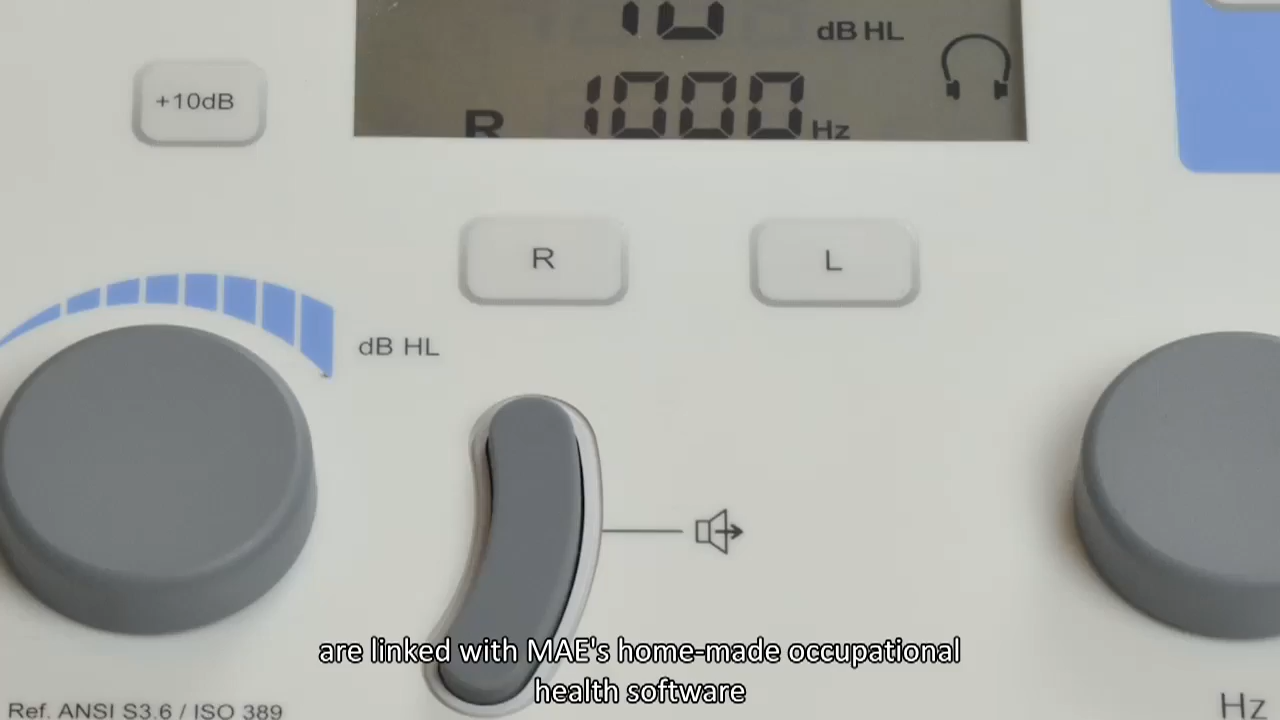 10 dB HL
+10dB
R 1000 Hz
R L
dB HL
are linked with MAE's home-made occupational
health software
Ref. ANSI S3.6 / ISO 389
Hz